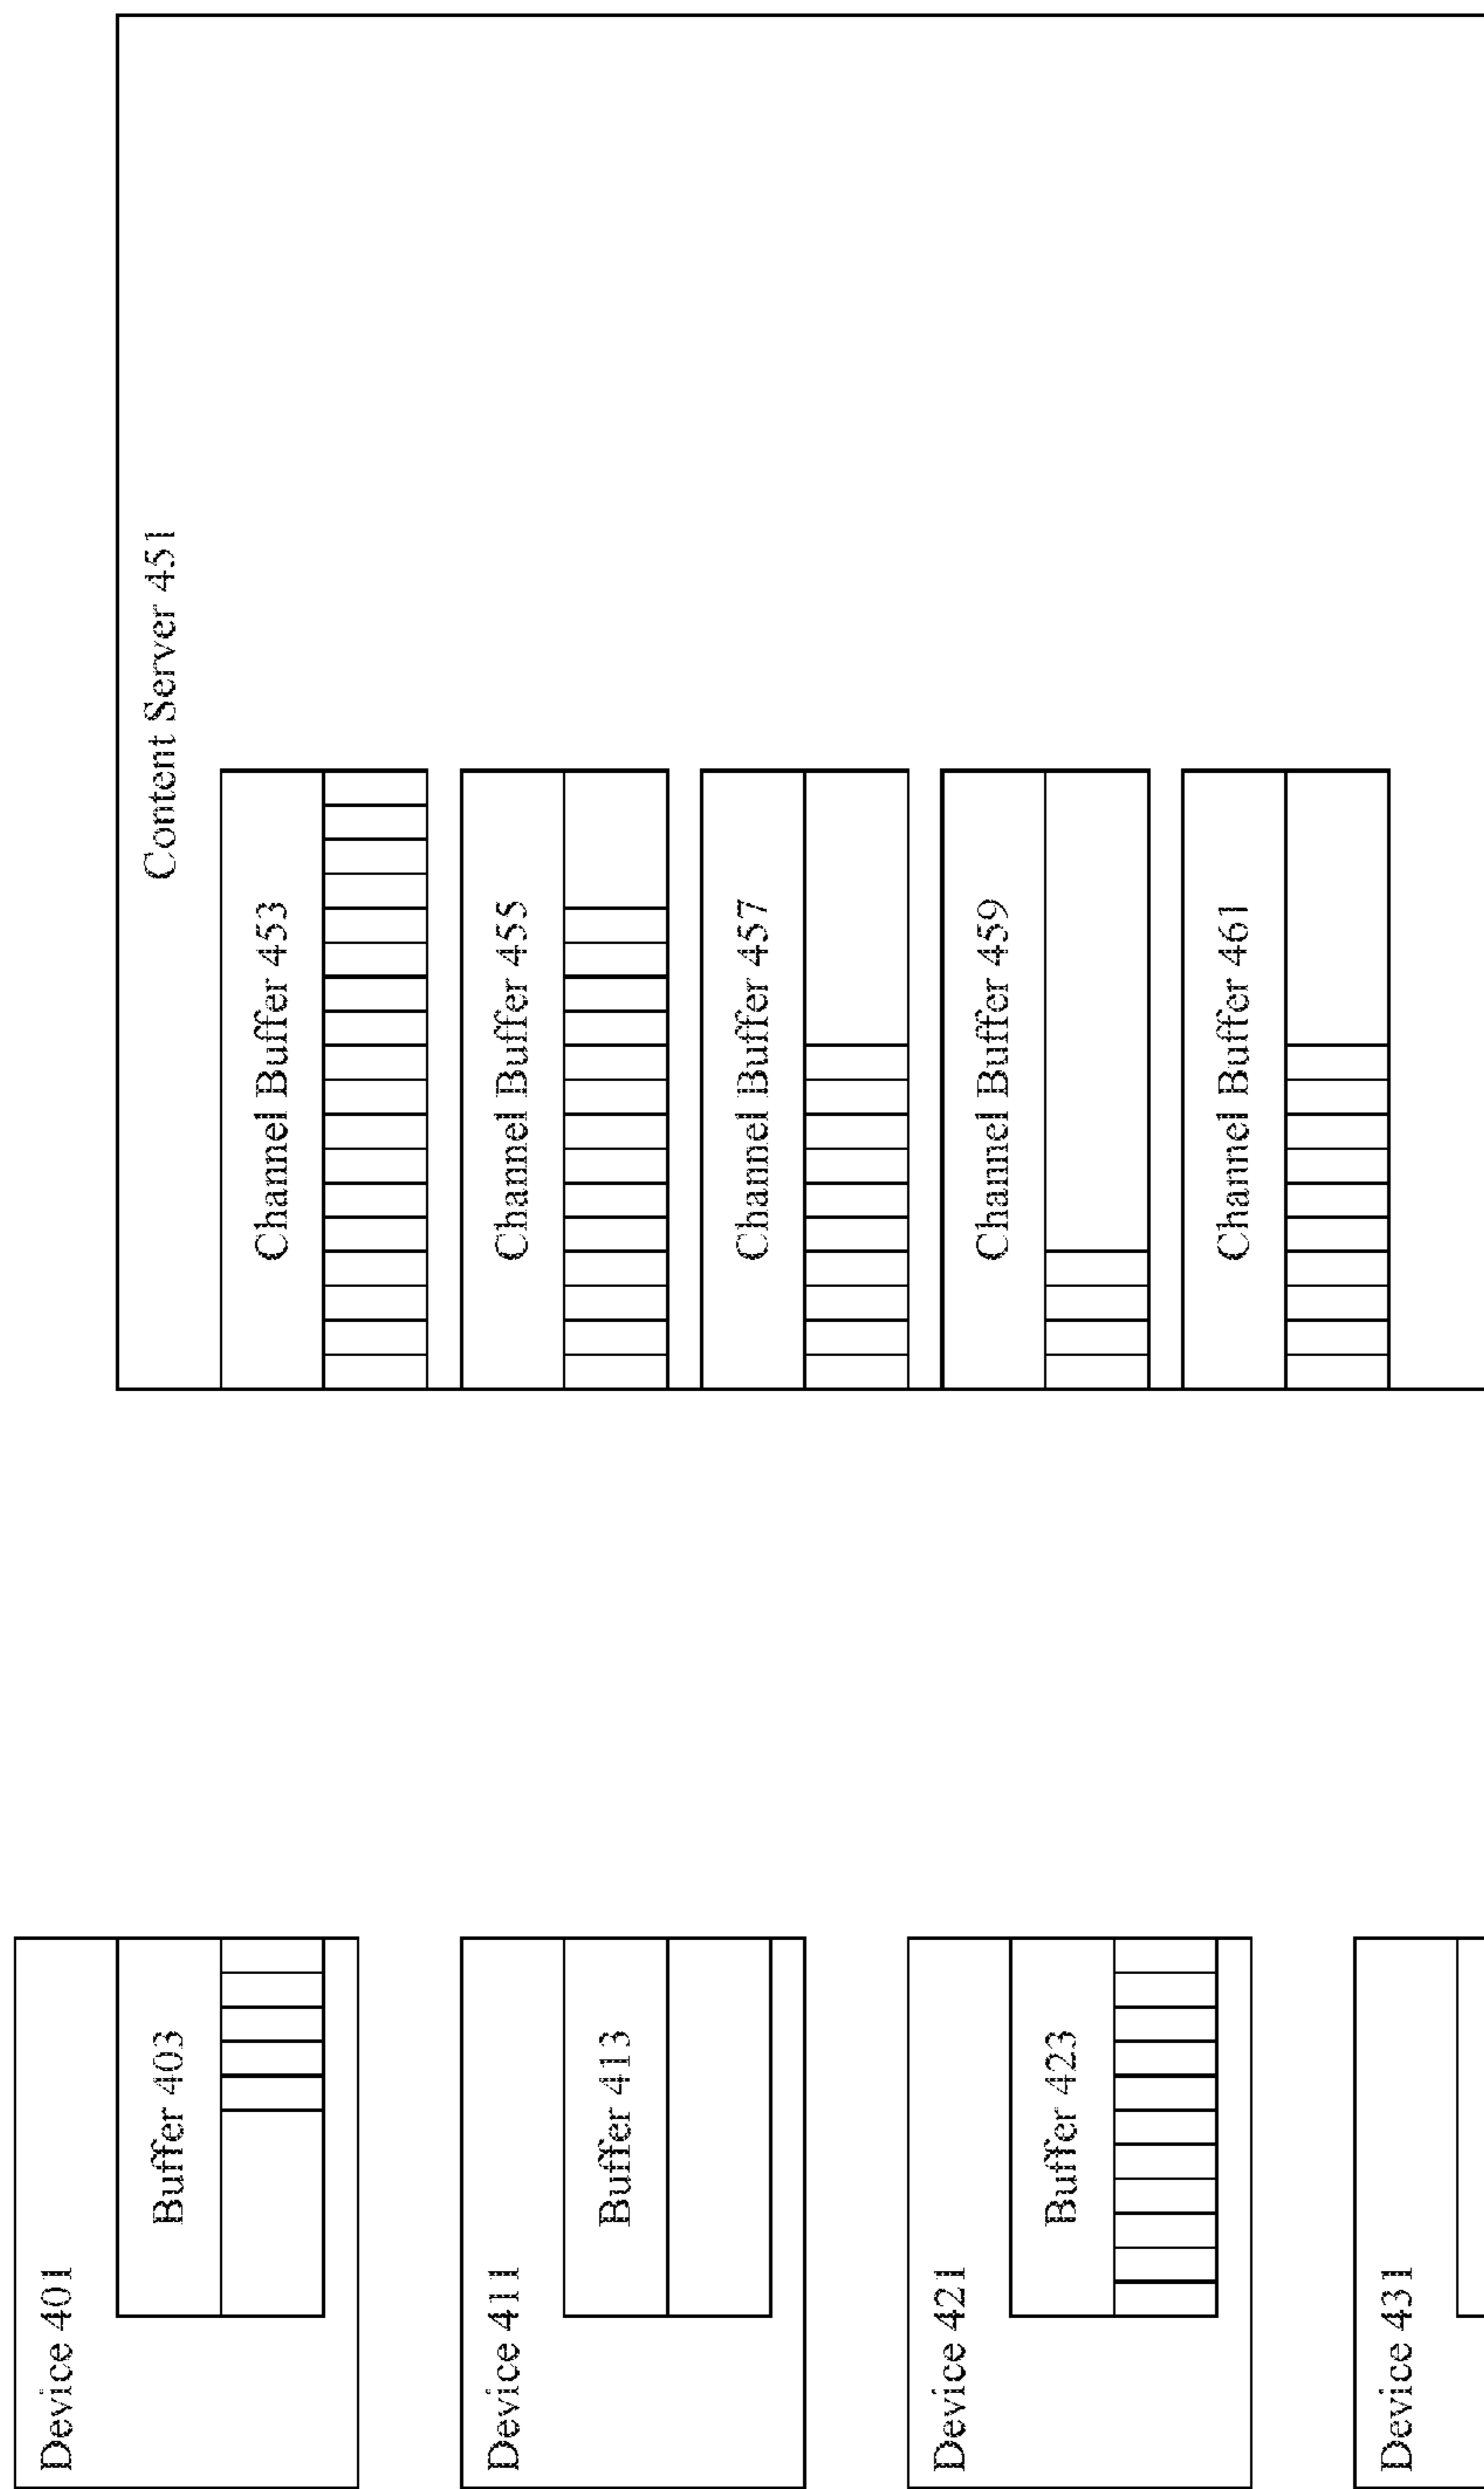 Device 401
Buffer 403
Device 411
Buffer 413
Device 421
Buffer 423
Device 431
Content Server 451
Channel Buffer 453
Channel Buffer 455
Channel Buffer 457
Channel Buffer 459
Channel Buffer 461